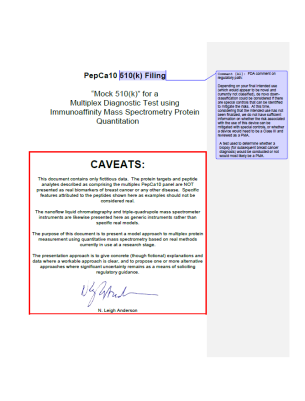 PepCa10 510(k) Filing
"Mock 510(k)" for a
Multiplex Diagnostic Test using
Immunoaffinity Mass Spectrometry Protein
Quantitation
CAVEATS:
This document contains only fictitious data. The protein targets and peptide
analytes described as comprising the multiplex PepCa10 panel are NOT
presented as real biomarkers of breast cancer or any other disease. Specific
features attributed to the peptides shown here as examples should not be
considered real.
The nanoflow liquid chromatography and triple-quadrupole mass spectrometer
instruments are likewise presented here as generic instruments rather than
specific real models.
The purpose of this document is to present a model approach to multiplex protein
measurement using quantitative mass spectrometry based on real methods
currently in use at a research stage.
The presentation approach is to give concrete (though fictional) explanations and
data where a workable approach is clear, and to propose one or more alternative
approaches where significant uncertainty remains as a means of soliciting
regulatory guidance.
N. Leigh Anderson
FDA comment on
regulatory path.
Depending on your final intended use
(which would appear to be novel and
currently not classified), de novo down-
classification could be considered if there
are special controls that can be identified
to mitigate the risks. At this time,
considering that the intended use has not
been finalized, we do not have sufficient
information on whether the risk associated
with the use of this device can be
mitigated with special controls, or whether
a device would need to be a Class III and
reviewed as a PMA.
A test used to determine whether a
biopsy (for subsequent breast cancer
diagnosis) would be conducted or not
would most likely be a PMA.